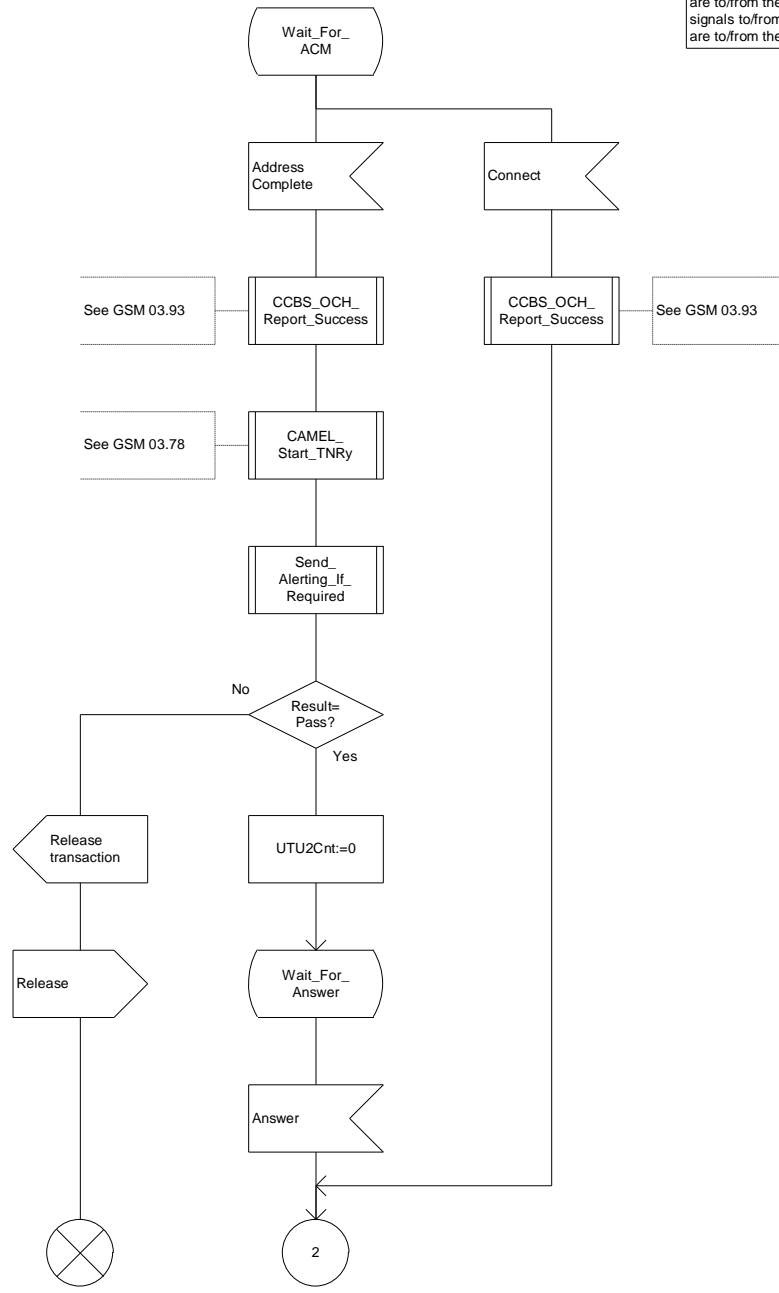 are to/from the
signals to/from
are to/from the
Wait_For_
ACM
Address
Complete
Connect
See GSM 03.93
CCBS_OCH_
Report_Success
CCBS_OCH_
Report_Success
See GSM 03.93
See GSM 03.78
CAMEL_
Start_TNRy
Send_
Alerting_If_
Required
No
Result=
Pass?
Yes
Release
transaction
UTU2Cnt:=0
Release
Wait_For_
Answer
Answer
2